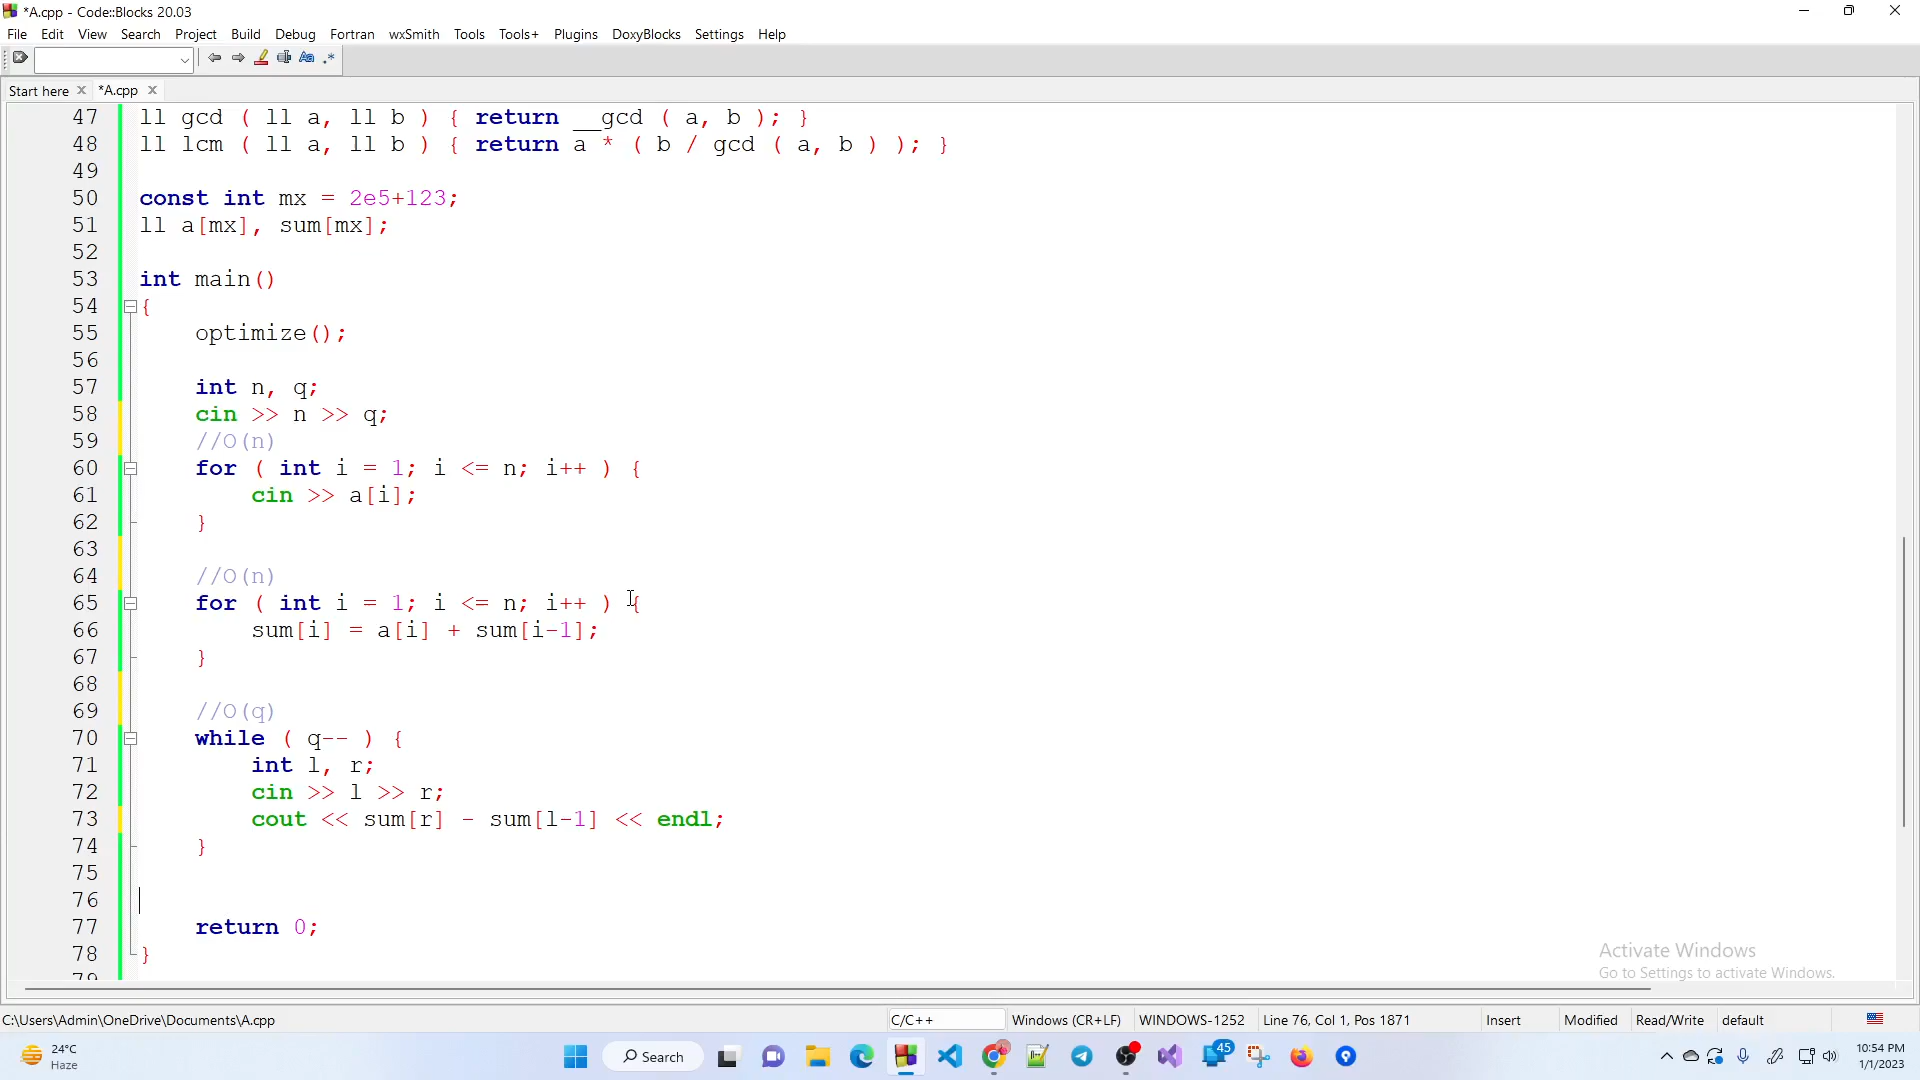 *A.cpp - Code::Blocks 20.03
File Edit View Search Project Build Debug Fortran wxSmith Tools Tools+ Plugins DoxyBlocks Settings Help
Start here *A.cpp
47 ll gcd ( ll a, ll b ) { return __gcd ( a, b ); }
48 ll lcm ( ll a, ll b ) { return a * ( b / gcd ( a, b ) ); }
49
50 const int mx = 2e5+123;
51 ll a[mx], sum[mx];
52
53 int main()
54 {
55 optimize();
56
57 int n, q;
58 cin >> n >> q;
59 //O(n)
60 for ( int i = 1; i <= n; i++ ) {
61 cin >> a[i];
62 }
63
64 //O(n)
65 for ( int i = 1; i <= n; i++ ) {
66 sum[i] = a[i] + sum[i-1];
67 }
68
69 //O(q)
70 while ( q-- ) {
71 int l, r;
72 cin >> l >> r;
73 cout << sum[r] - sum[l-1] << endl;
74 }
75
76
77 return 0;
78 }
79
Activate Windows
Go to Settings to activate Windows.
C:\Users\Admin\OneDrive\Documents\A.cpp C/C++ Windows (CR+LF) WINDOWS-1252 Line 76, Col 1, Pos 1871 Insert Modified Read/Write default
24°C
Haze
Search
45
10:54 PM
1/1/2023